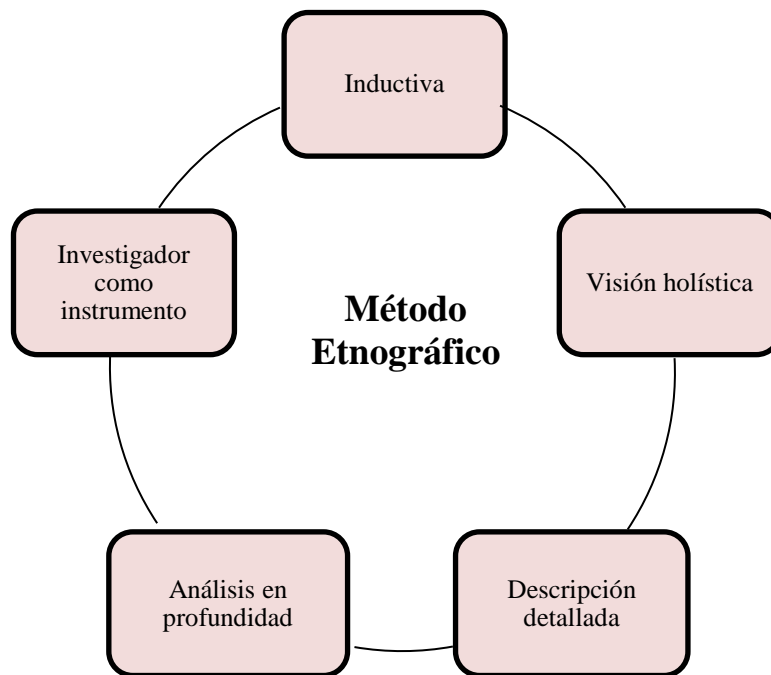 Inductiva
Visión holística
Descripción
detallada
Análisis en
profundidad
Investigador
como
instrumento
Método
Etnográfico